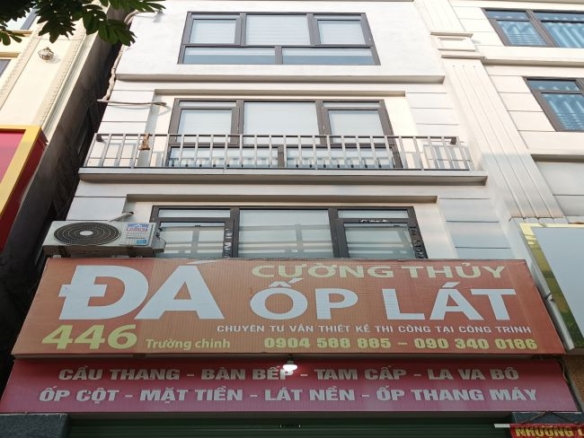 CƯỜNG THỦY
ĐÁ ỐP LÁT
CHUYÊN TƯ VẤN THIẾT KẾ THI CÔNG TẠI CÔNG TRÌNH
446 Trường chinh 0904 566 885 - 090 340 0166
CẦU THANG - BÀN BẾP - TAM CẤP - LA VA BÔ
ỐP CỘT - MẶT TIỀN - LÁT NỀN - ỐP THANG MÁY
NHƯỢNG